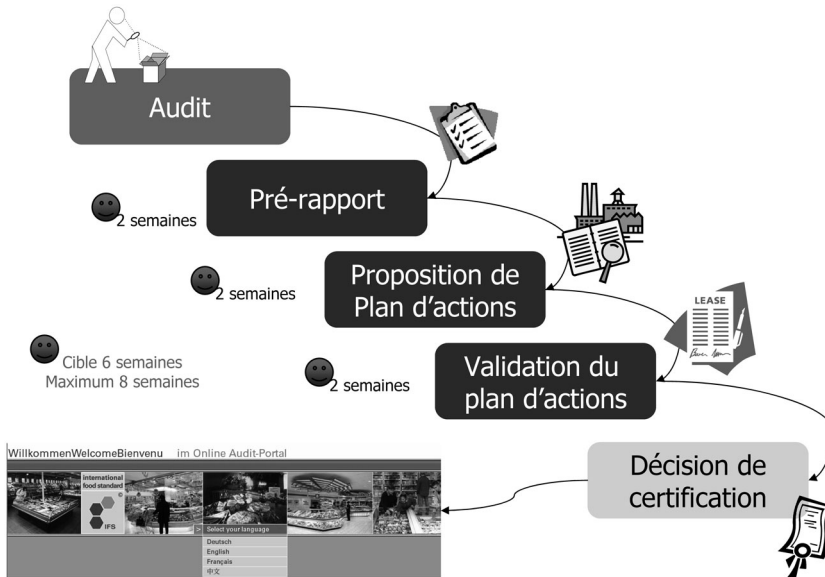 Audit
Pré-rapport
2 semaines
Proposition de
Plan d’actions
2 semaines
LEASE
Cible 6 semaines
Maximum 8 semaines
Validation du
plan d’actions
2 semaines
WillkommenWelcomeBienvenu im Online Audit-Portal
Décision de
certification
international
food standard
©
IFS
> Select your language
Deutsch
English
Français
中文